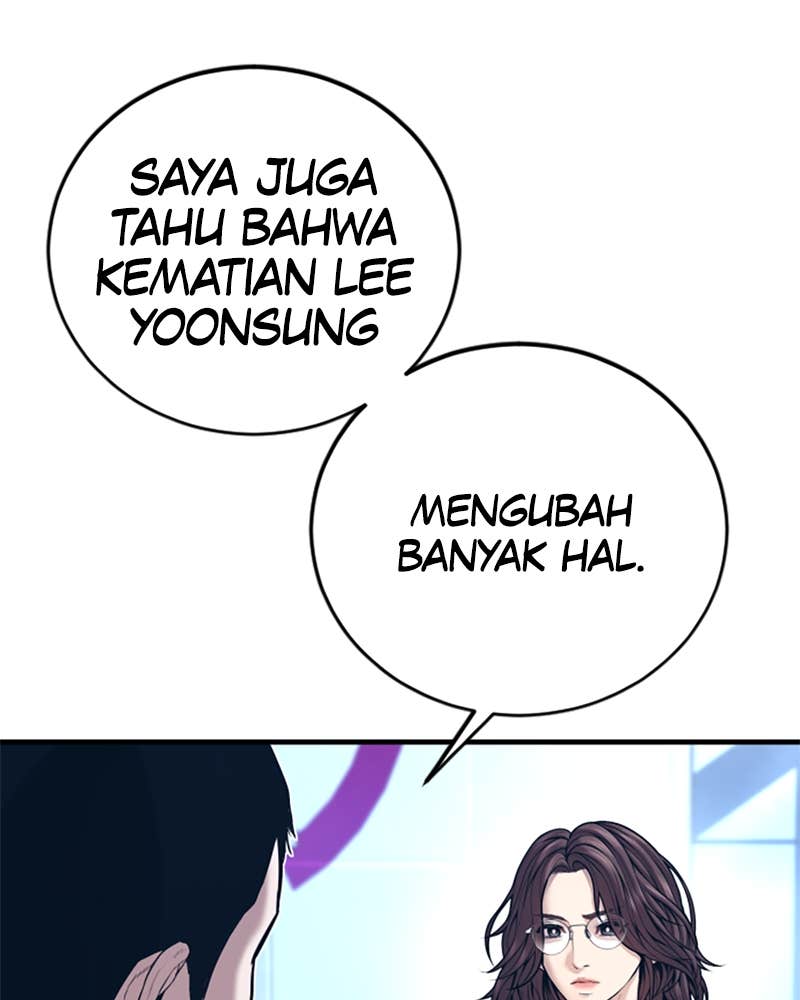 SAYA JUGA
TAHU BAHWA
KEMATIAN LEE
YOONSUNG
MENGUBAH
BANYAK HAL.